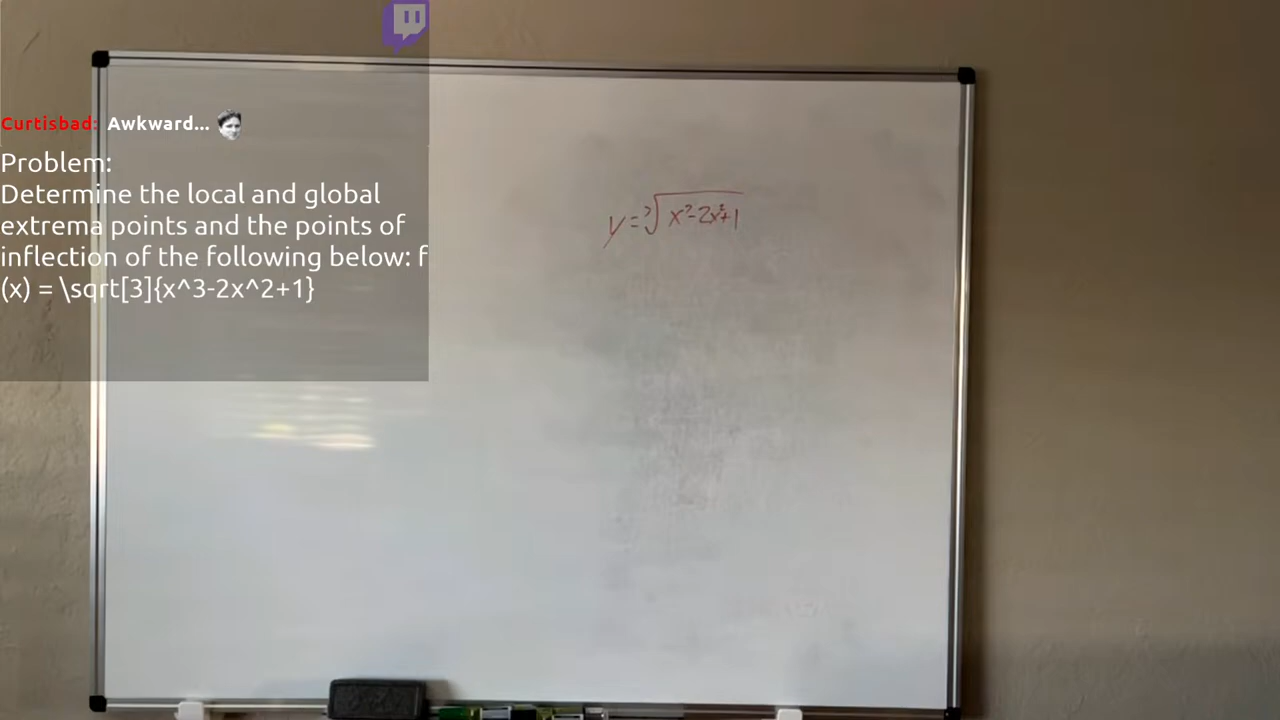 Curtisbad: Awkward...
Problem:
Determine the local and global
extrema points and the points of
inflection of the following below: f
(x) = \sqrt[3]{x^3-2x^2+1}
y = ∛(x³-2x²+1)